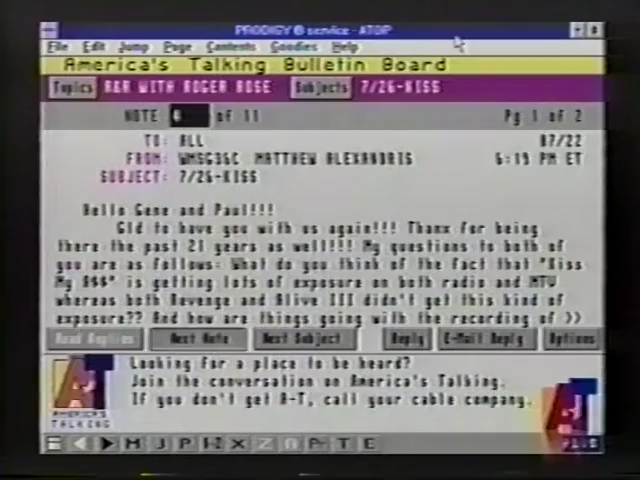 PRODIGY ® service - ATOP
File Edit Jump Page Contents Goodies Help
America's Talking Bulletin Board
Topics R&R WITH ROGER ROSE Subjects 7/26-KISS
NOTE 4 of 11 Pg 1 of 2
TO: ALL 07/22
FROM: WMSG36C MATTHEW ALEXANDRIS 6:19 PM ET
SUBJECT: 7/26-KISS
Hello Gene and Paul!!!
Gld to have you with us again!!! Thanx for being
there the past 21 years as well!!! My questions to both of
you are as follows: What do you think of the fact that "Kiss
My A$$" is getting lots of exposure on both radio and MTV
whereas both Revenge and Alive III didn't get this kind of
exposure?? And how are things going with the recording of >>
Read Replies Next Note Next Subject Reply E-Mail Reply Options
Looking for a place to be heard?
Join the conversation on America's Talking.
If you don't get A-T, call your cable company.
A-T
AMERICA'S
TALKING
A-T
M J P X Z P T E